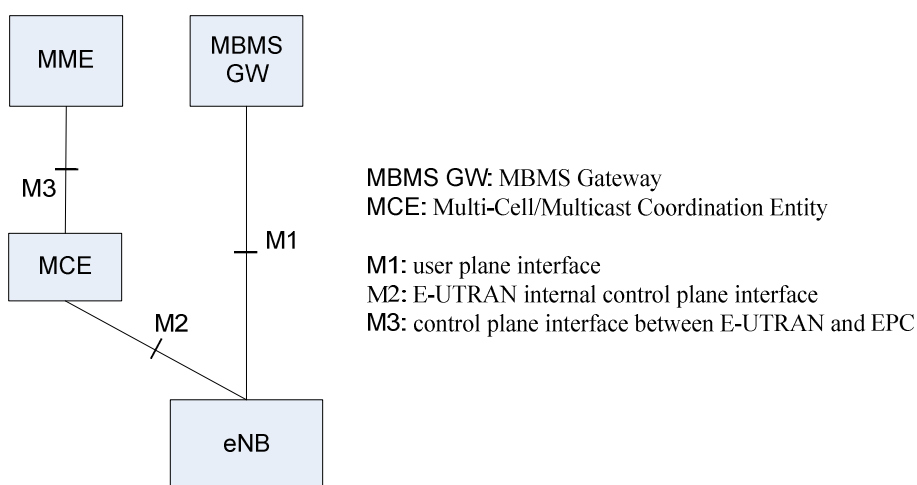 MME
MBMS
GW
M3
M1
MCE
M2
eNB
MBMS GW: MBMS Gateway
MCE: Multi-Cell/Multicast Coordination Entity
M1: user plane interface
M2: E-UTRAN internal control plane interface
M3: control plane interface between E-UTRAN and EPC